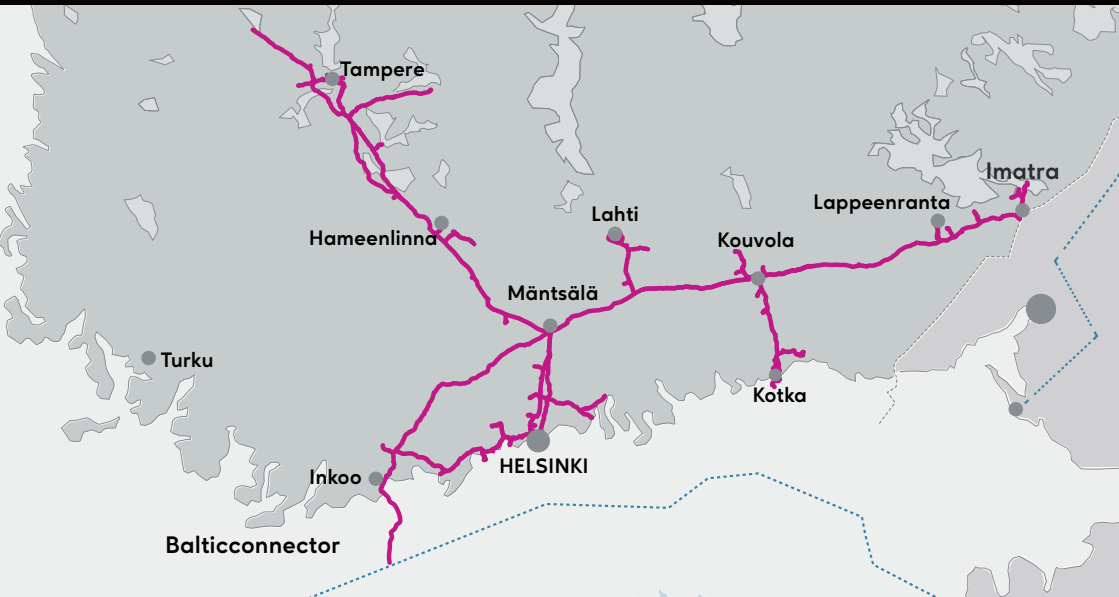 Tampere
Imatra
Lappeenranta
Lahti
Hameenlinna
Kouvola
Mäntsälä
Turku
Kotka
HELSINKI
Inkoo
Balticconnector